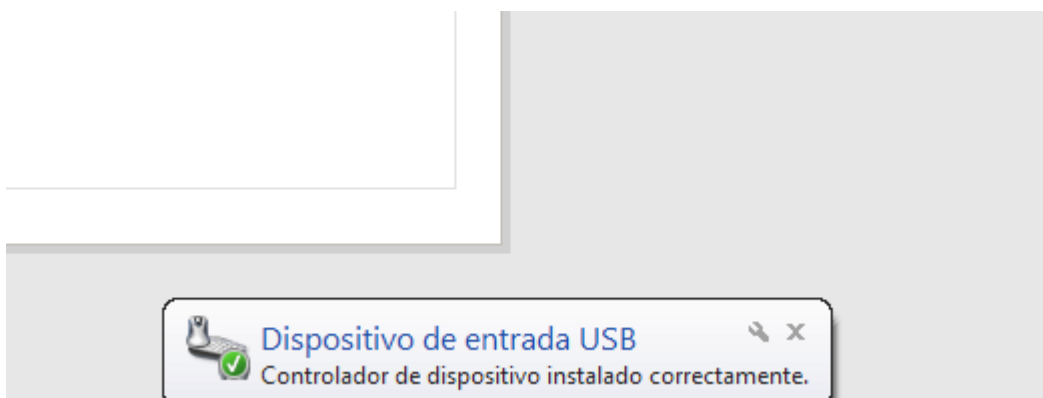 Dispositivo de entrada USB
Controlador de dispositivo instalado correctamente.